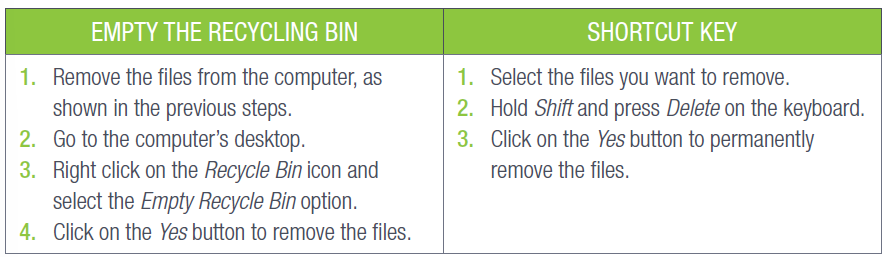 EMPTY THE RECYCLING BIN
1. Remove the files from the computer, as
shown in the previous steps.
2. Go to the computer's desktop.
3. Right click on the Recycle Bin icon and
select the Empty Recycle Bin option.
4. Click on the Yes button to remove the files.
SHORTCUT KEY
1. Select the files you want to remove.
2. Hold Shift and press Delete on the keyboard.
3. Click on the Yes button to permanently
remove the files.